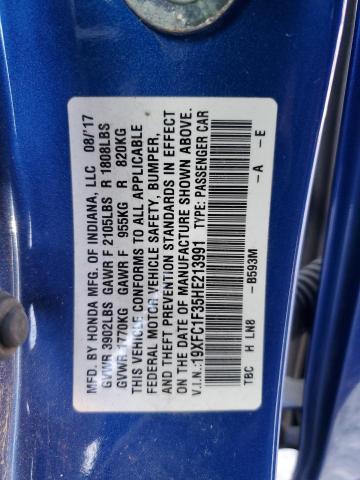 MFD. BY HONDA MFG. OF INDIANA, LLC 08/'17
GVWR 3902LBS GAWR F 2105LBS R 1808LBS
GVWR 1770KG GAWR F 955KG R 820KG
THIS VEHICLE CONFORMS TO ALL APPLICABLE
FEDERAL MOTOR VEHICLE SAFETY, BUMPER,
AND THEFT PREVENTION STANDARDS IN EFFECT
ON THE DATE OF MANUFACTURE SHOWN ABOVE.
V.I.N.:19XFC1F35HE213991 TYPE: PASSENGER CAR
TBC H LN8 -B593M -A -E